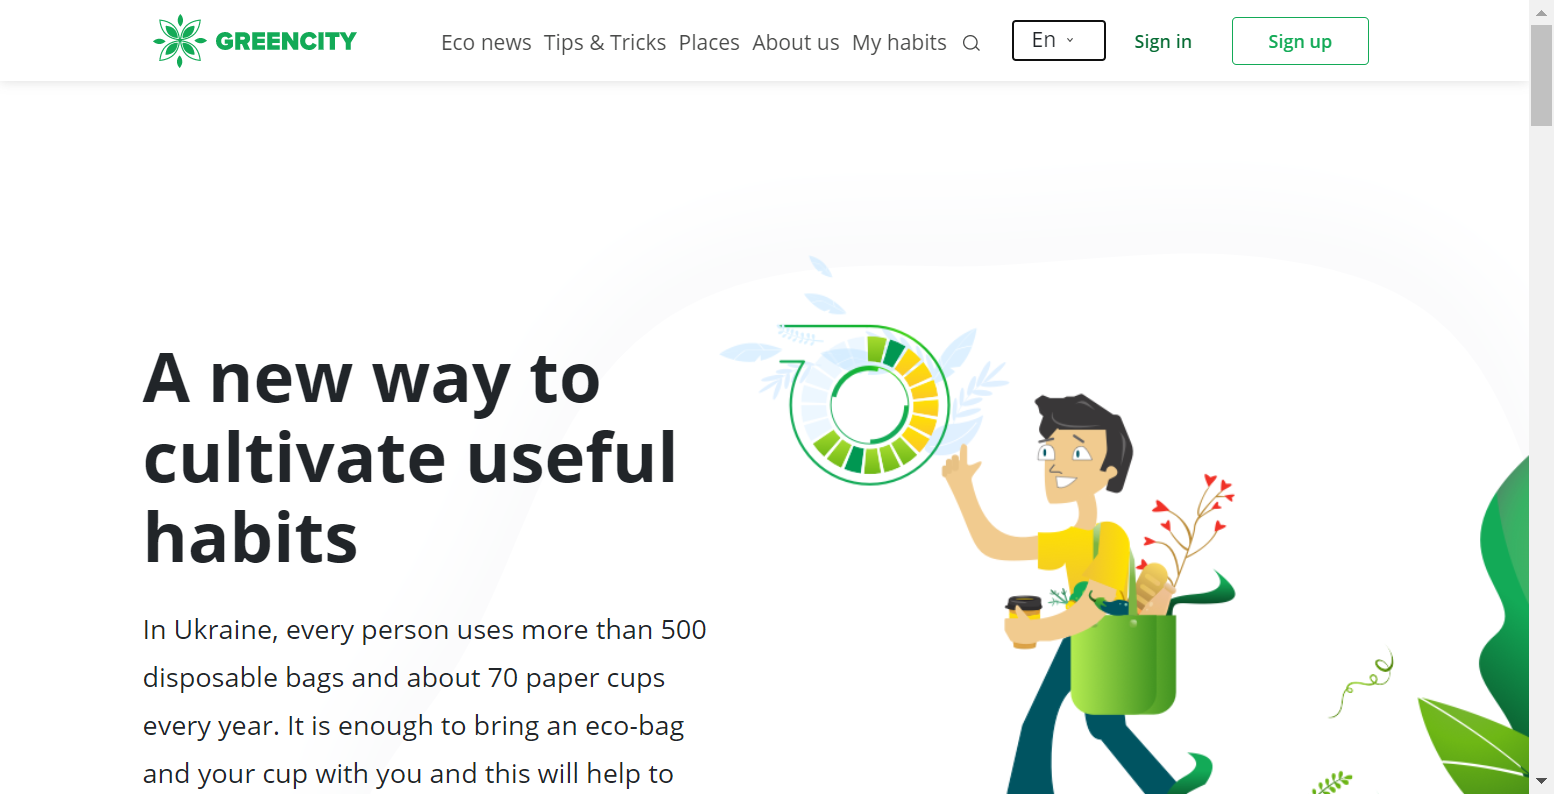 GREENCITY
Eco news Tips & Tricks Places About us My habits En Sign in Sign up
A new way to
cultivate useful
habits
In Ukraine, every person uses more than 500
disposable bags and about 70 paper cups
every year. It is enough to bring an eco-bag
and your cup with you and this will help to